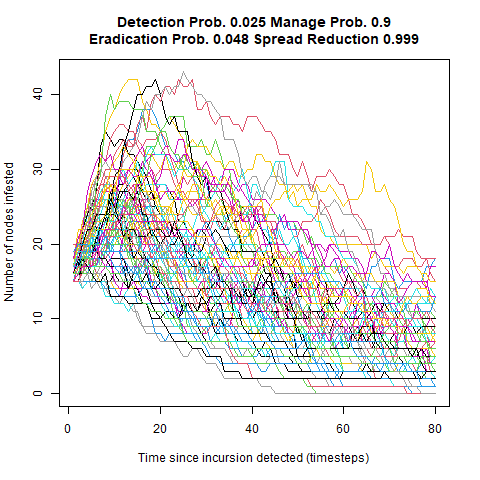 Detection Prob. 0.025 Manage Prob. 0.9
Eradication Prob. 0.048 Spread Reduction 0.999
Number of nodes infested
40
30
20
10
0
0 20 40 60 80
Time since incursion detected (timesteps)